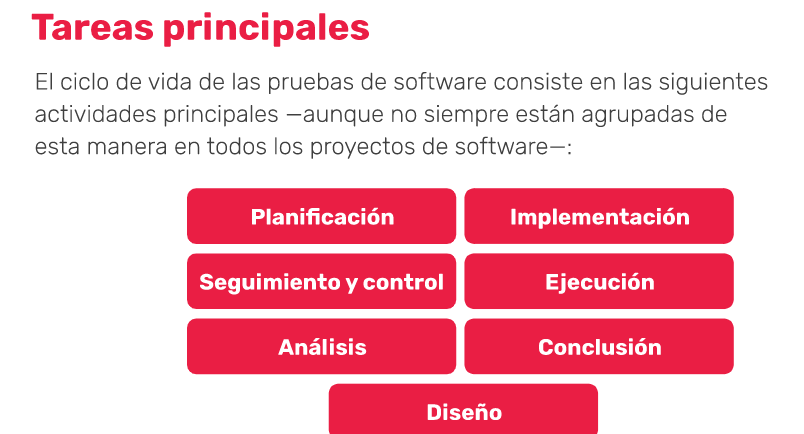 Tareas principales
El ciclo de vida de las pruebas de software consiste en las siguientes
actividades principales —aunque no siempre están agrupadas de
esta manera en todos los proyectos de software—:
Planificación
Implementación
Seguimiento y control
Ejecución
Análisis
Conclusión
Diseño